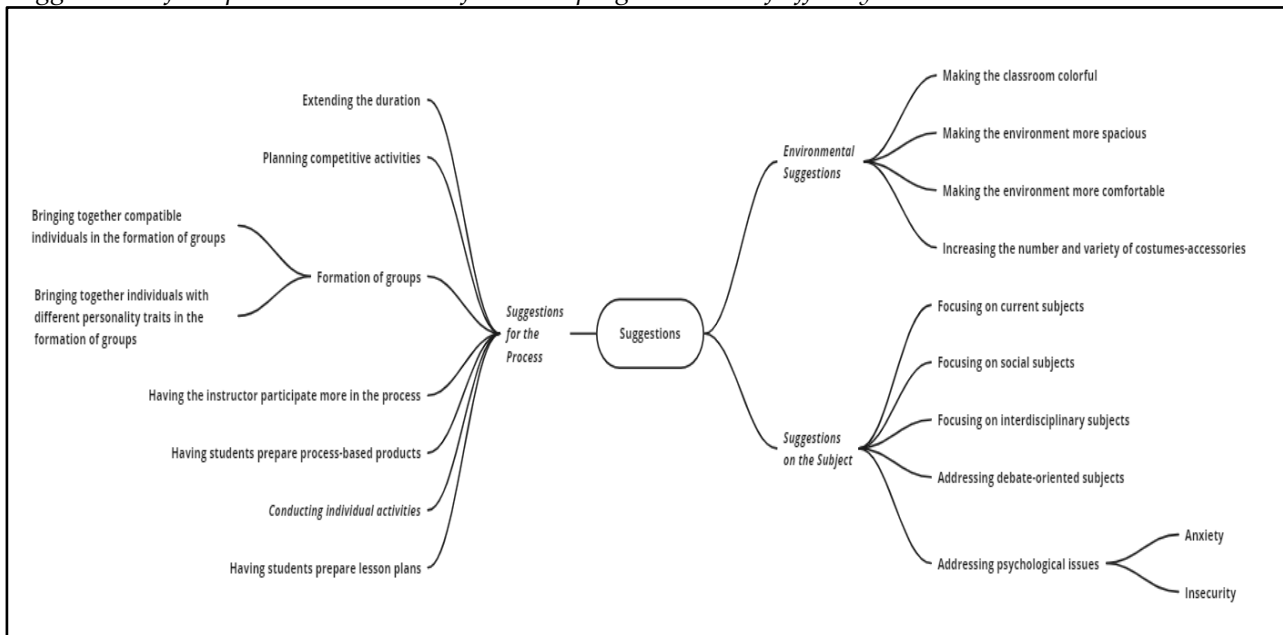 Extending the duration
Planning competitive activities
Bringing together compatible
individuals in the formation of groups
Formation of groups
Bringing together individuals with
different personality traits in the
formation of groups
Having the instructor participate more in the process
Having students prepare process-based products
Conducting individual activities
Having students prepare lesson plans
Suggestions
for the
Process
Suggestions
Environmental
Suggestions
Making the classroom colorful
Making the environment more spacious
Making the environment more comfortable
Increasing the number and variety of costumes-accessories
Suggestions
on the Subject
Focusing on current subjects
Focusing on social subjects
Focusing on interdisciplinary subjects
Addressing debate-oriented subjects
Addressing psychological issues
Anxiety
Insecurity